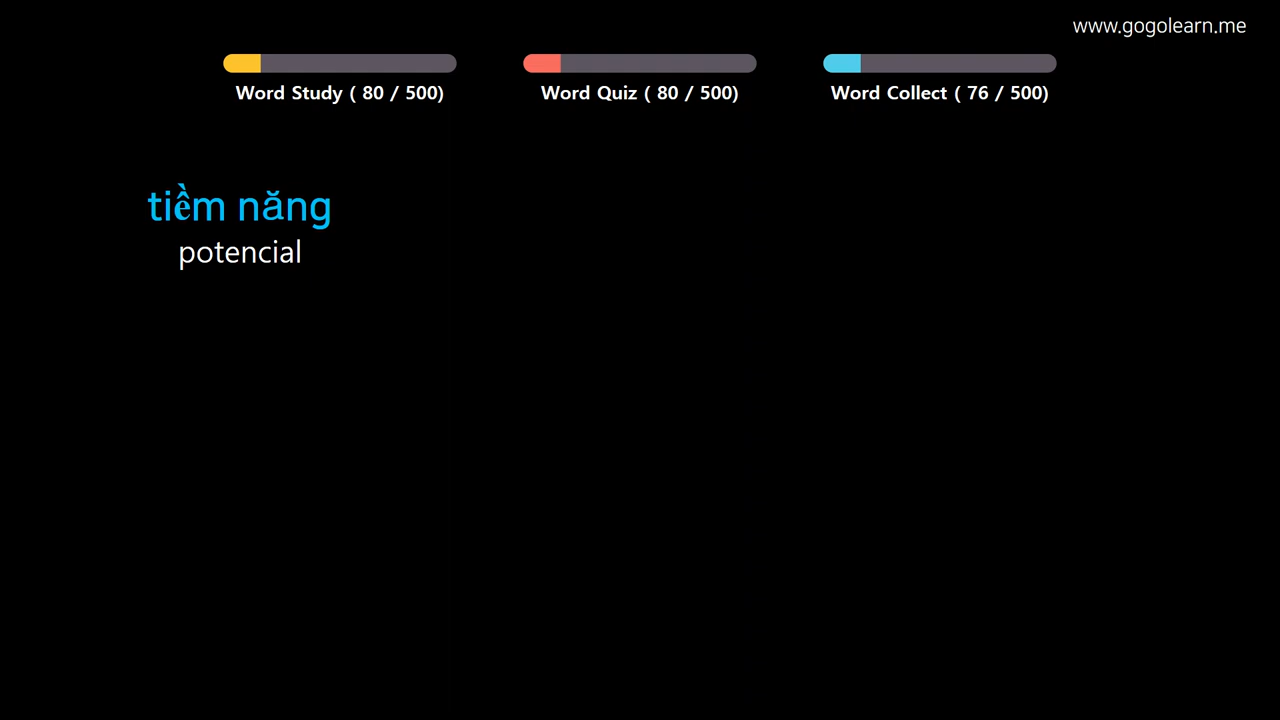 www.gogolearn.me
Word Study ( 80 / 500)
Word Quiz ( 80 / 500)
Word Collect ( 76 / 500)
tiềm năng
potencial